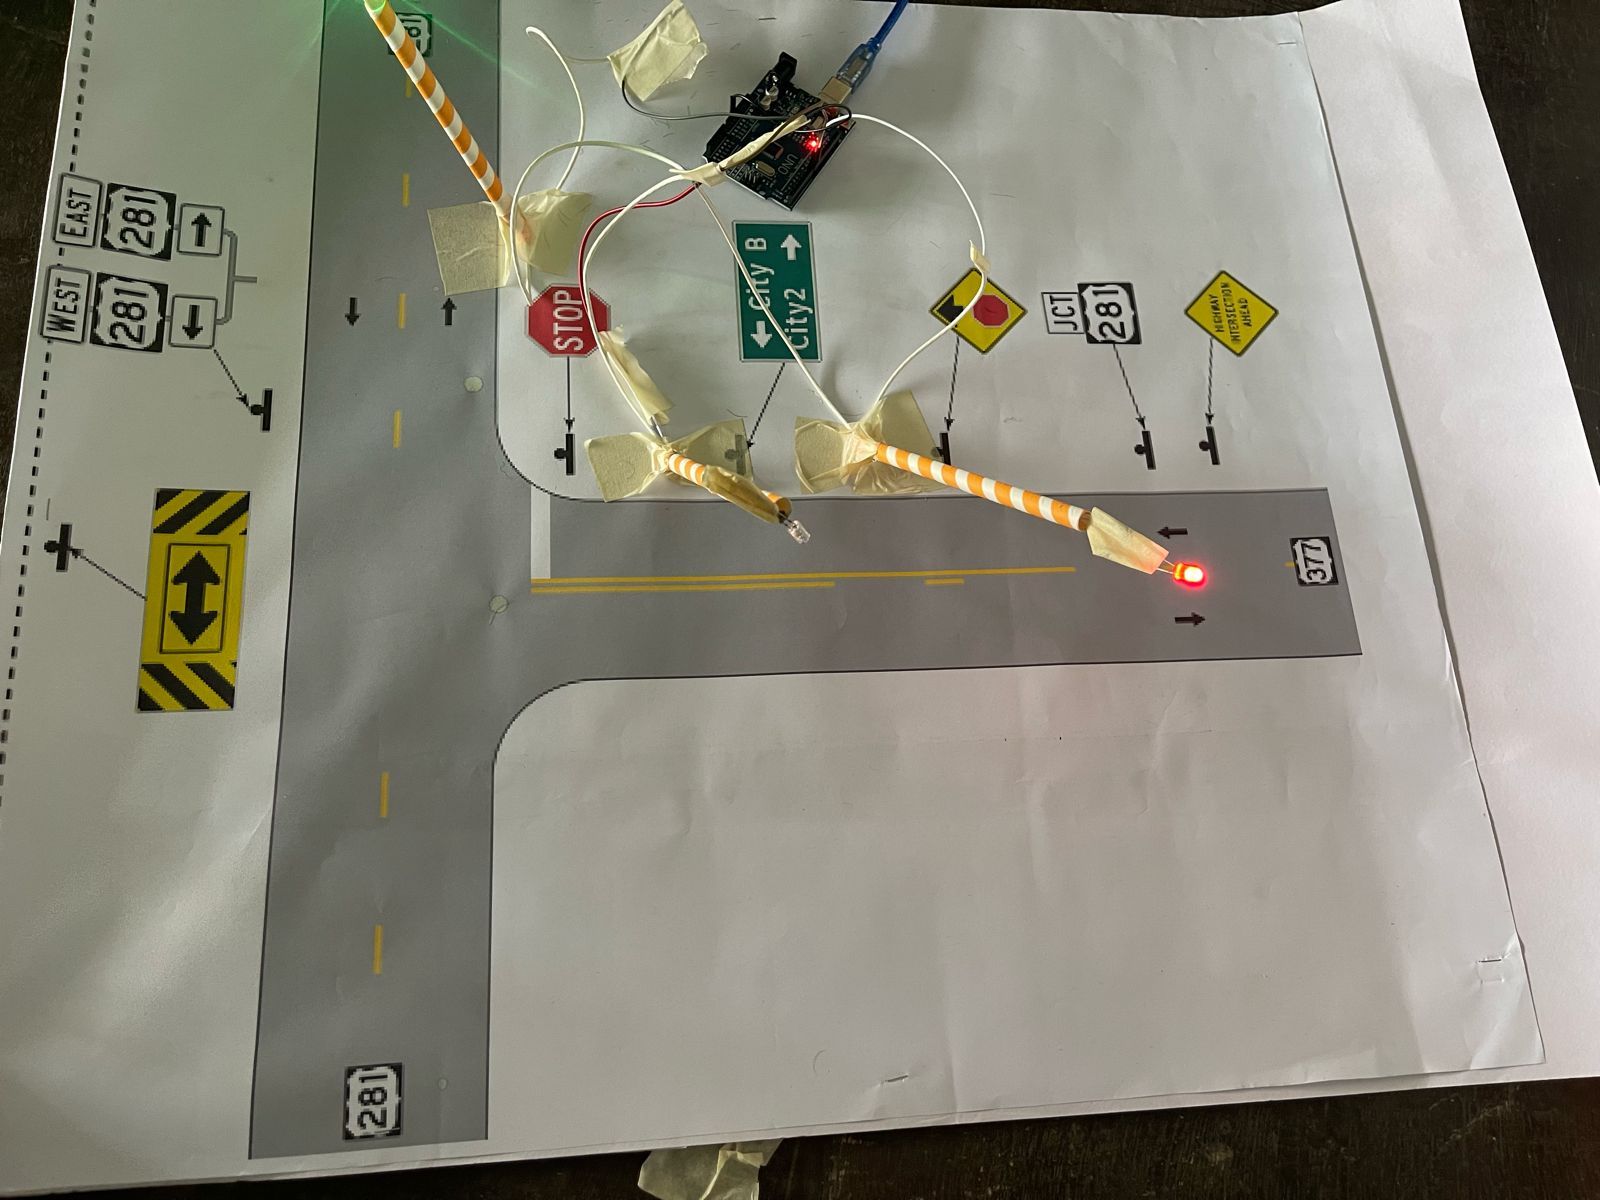 281
EAST
281
WEST
281
STOP
City B
City2
JCT
281
HIGHWAY
INTERSECTION
AHEAD
377
281
UNO